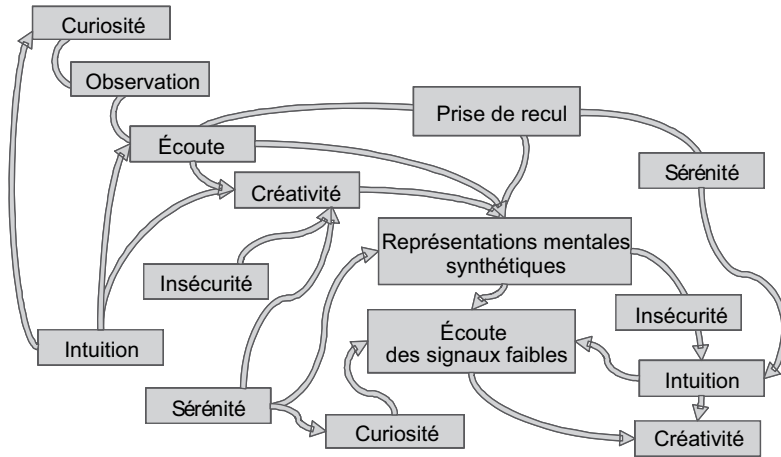 Curiosité
Observation
Prise de recul
Écoute
Sérénité
Créativité
Représentations mentales
synthétiques
Insécurité
Insécurité
Écoute
des signaux faibles
Intuition
Intuition
Sérénité
Curiosité
Créativité